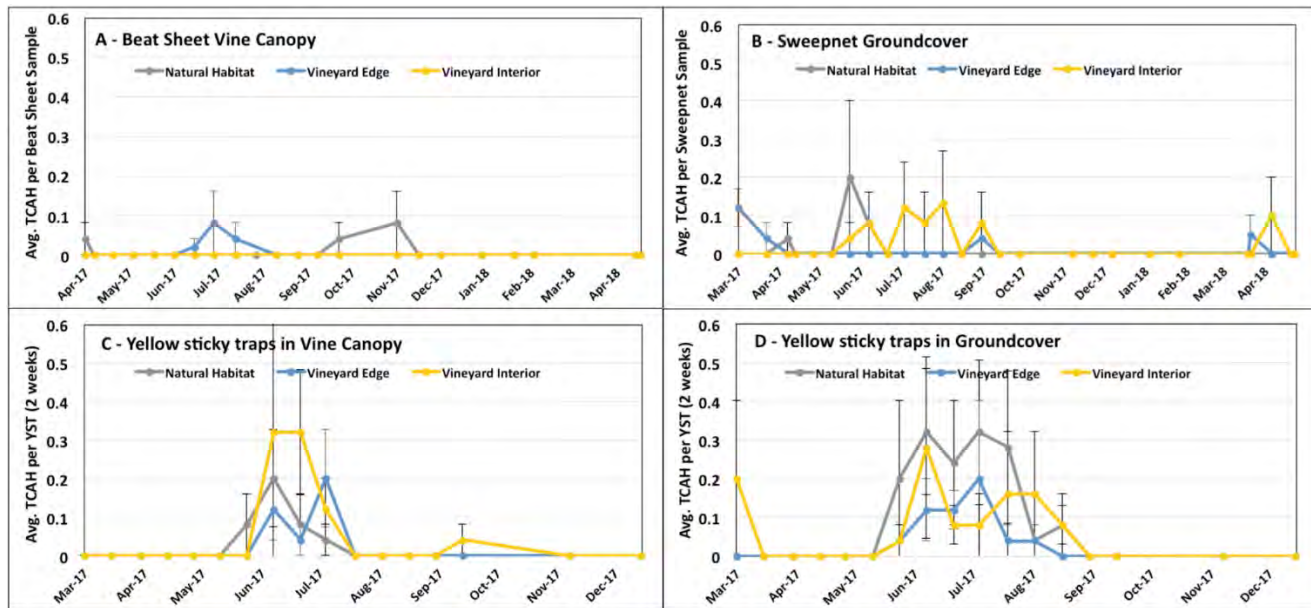 A - Beat Sheet Vine Canopy
Natural Habitat Vineyard Edge Vineyard Interior
Avg. TCAH per Beat Sheet Sample
0.6
0.5
0.4
0.3
0.2
0.1
0
Apr-17 May-17 Jun-17 Jul-17 Aug-17 Sep-17 Oct-17 Nov-17 Dec-17 Jan-18 Feb-18 Mar-18 Apr-18
B - Sweepnet Groundcover
Natural Habitat Vineyard Edge Vineyard Interior
Avg. TCAH per Sweepnet Sample
0.6
0.5
0.4
0.3
0.2
0.1
0
Mar-17 Apr-17 May-17 Jun-17 Jul-17 Aug-17 Sep-17 Oct-17 Nov-17 Dec-17 Jan-18 Feb-18 Mar-18 Apr-18
C - Yellow sticky traps in Vine Canopy
Natural Habitat Vineyard Edge Vineyard Interior
Avg. TCAH per YST (2 weeks)
0.6
0.5
0.4
0.3
0.2
0.1
0
Mar-17 Apr-17 May-17 Jun-17 Jul-17 Aug-17 Sep-17 Oct-17 Nov-17 Dec-17
D - Yellow sticky traps in Groundcover
Natural Habitat Vineyard Edge Vineyard Interior
Avg. TCAH per YST (2 weeks)
0.6
0.5
0.4
0.3
0.2
0.1
0
Mar-17 Apr-17 May-17 Jun-17 Jul-17 Aug-17 Sep-17 Oct-17 Nov-17 Dec-17